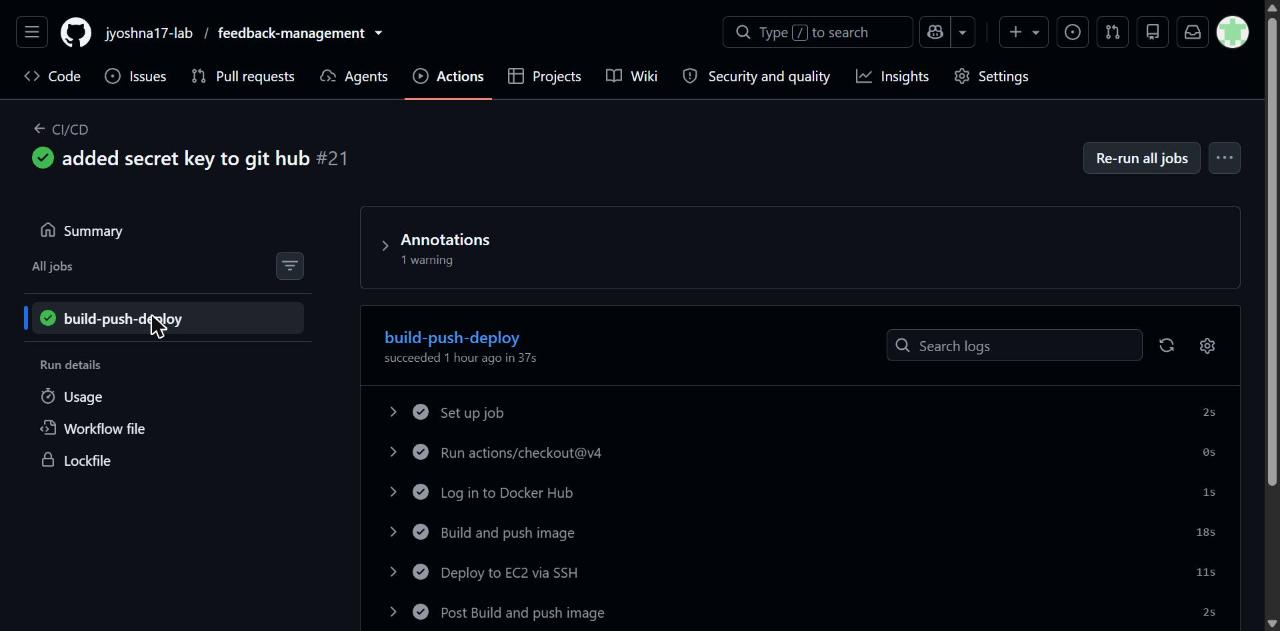 jyoshna17-lab / feedback-management
Type / to search
Code Issues Pull requests Agents Actions Projects Wiki Security and quality Insights Settings
CI/CD
added secret key to git hub #21
Re-run all jobs
Summary
All jobs
build-push-deploy
Run details
Usage
Workflow file
Lockfile
Annotations
1 warning
build-push-deploy
succeeded 1 hour ago in 37s
Search logs
Set up job 2s
Run actions/checkout@v4 0s
Log in to Docker Hub 1s
Build and push image 18s
Deploy to EC2 via SSH 11s
Post Build and push image 2s